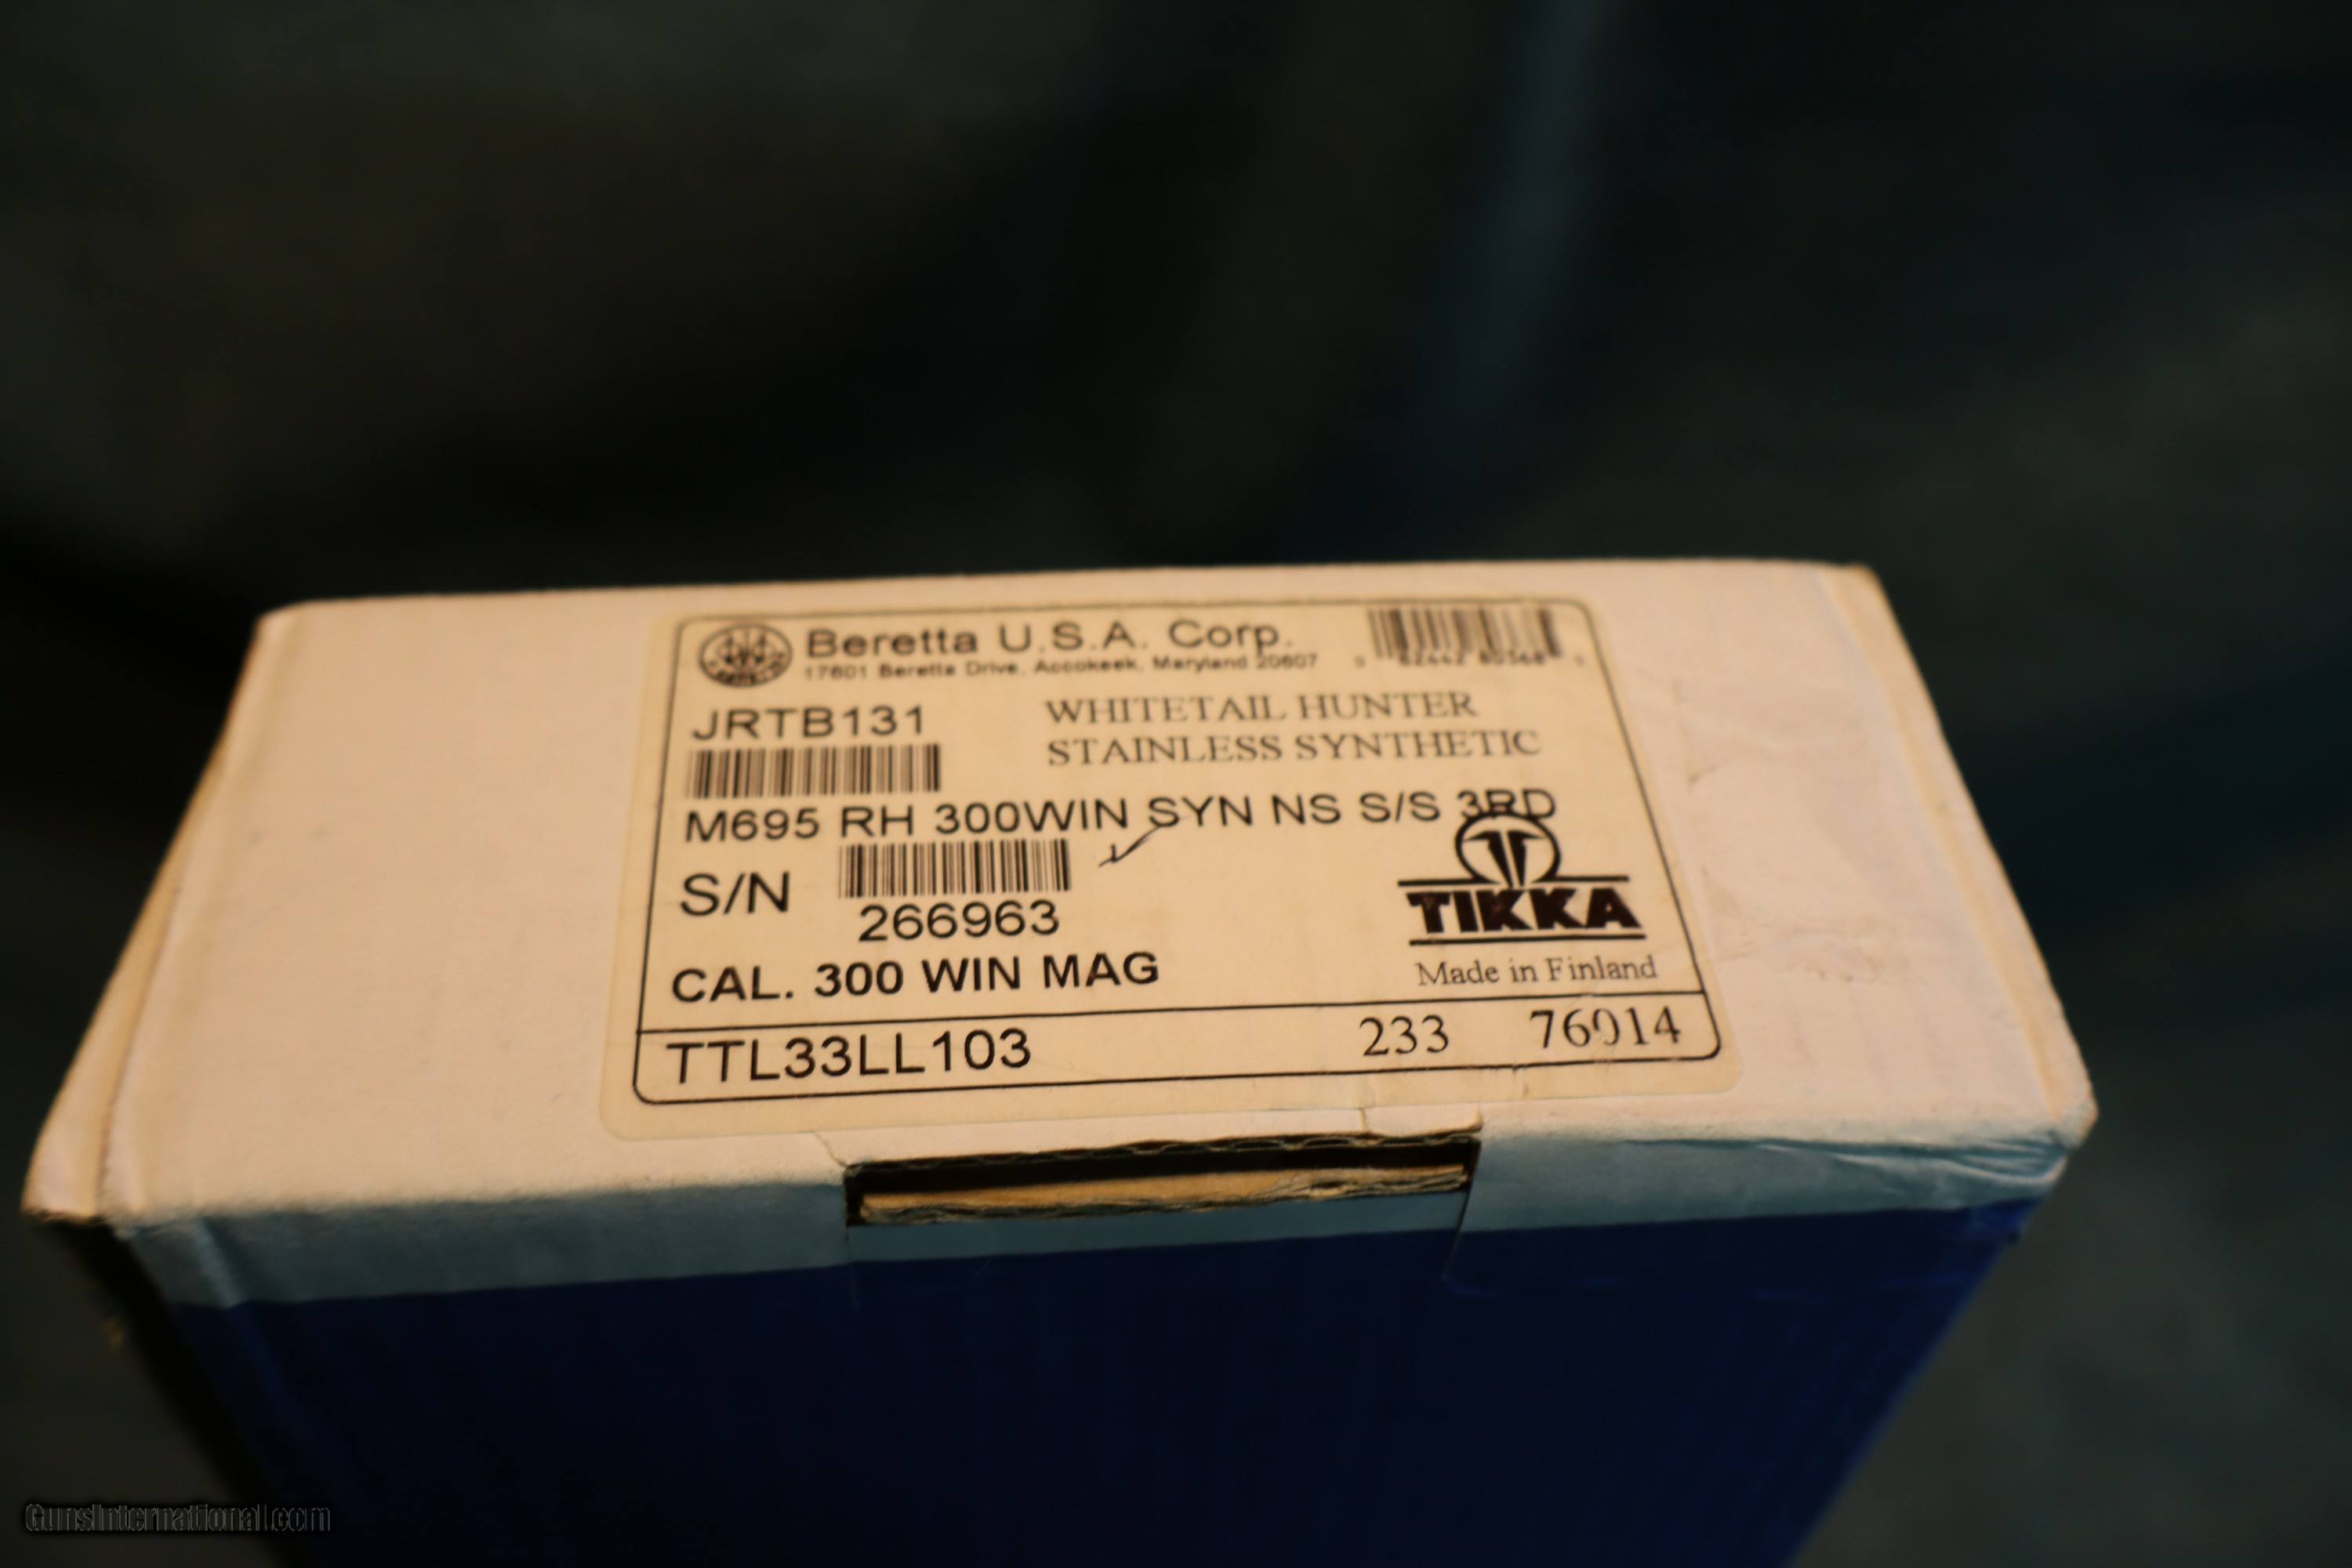 Beretta U.S.A. Corp.
17601 Beretta Drive, Accokeek, Maryland 20607
JRTB131
WHITETAIL HUNTER
STAINLESS SYNTHETIC
M695 RH 300WIN SYN NS S/S 3RD
S/N
266963
TIKKA
CAL. 300 WIN MAG
Made in Finland
TTL33LL103 233 76014
GunsInternational.com